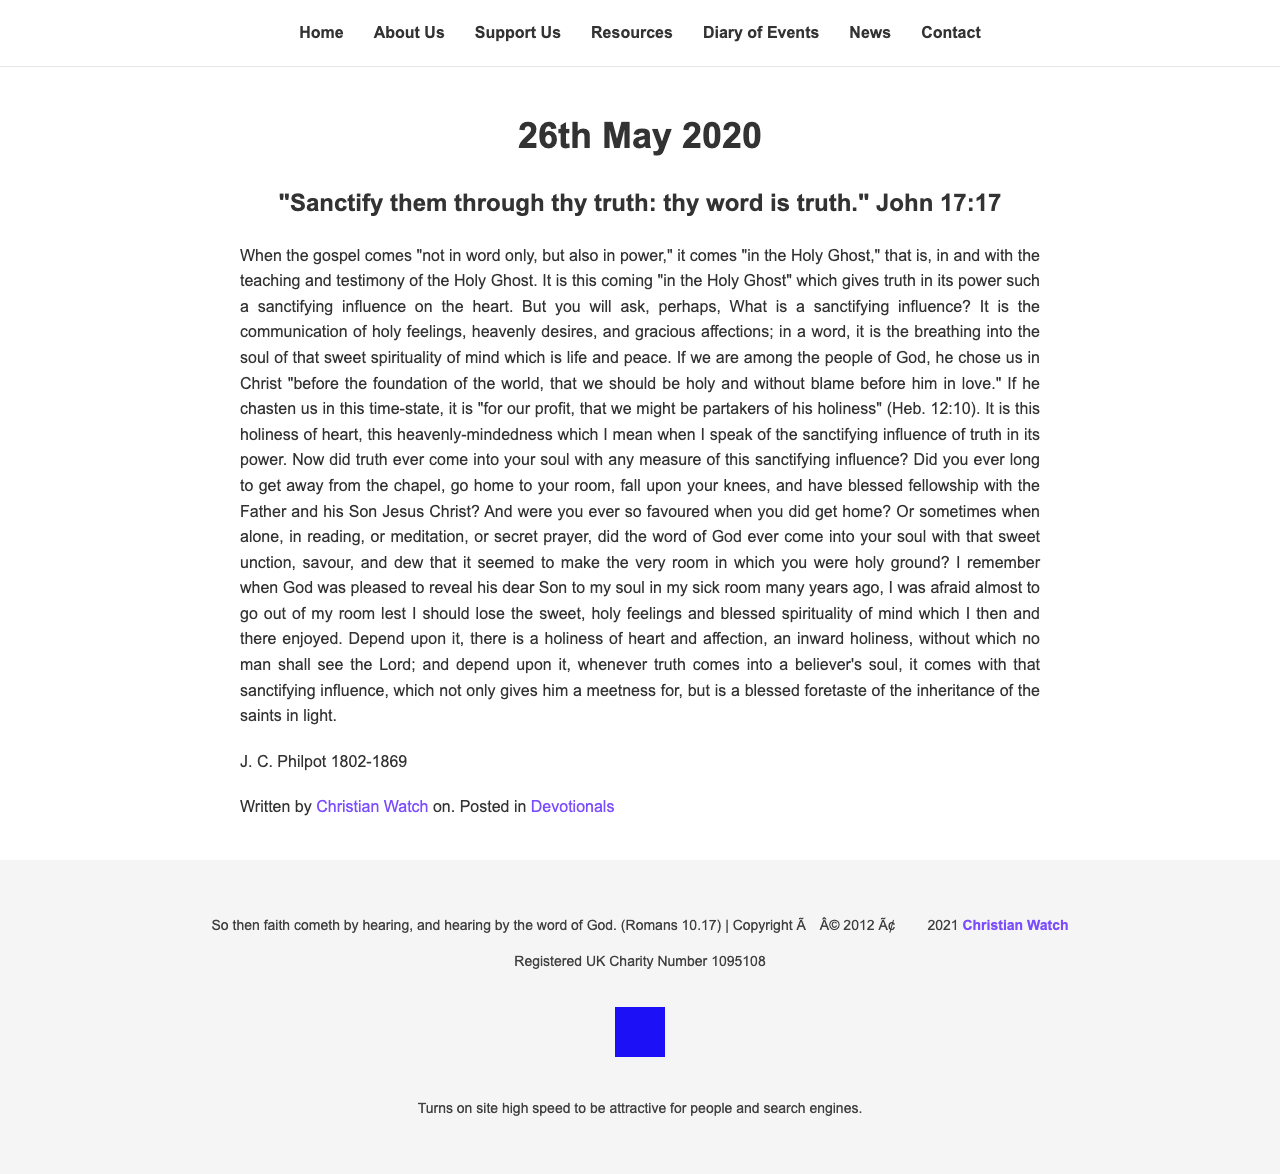 Home About Us Support Us Resources Diary of Events News Contact
26th May 2020
"Sanctify them through thy truth: thy word is truth." John 17:17
When the gospel comes "not in word only, but also in power," it comes "in the Holy Ghost," that is, in and with the
teaching and testimony of the Holy Ghost. It is this coming "in the Holy Ghost" which gives truth in its power such
a sanctifying influence on the heart. But you will ask, perhaps, What is a sanctifying influence? It is the
communication of holy feelings, heavenly desires, and gracious affections; in a word, it is the breathing into the
soul of that sweet spirituality of mind which is life and peace. If we are among the people of God, he chose us in
Christ "before the foundation of the world, that we should be holy and without blame before him in love." If he
chasten us in this time-state, it is "for our profit, that we might be partakers of his holiness" (Heb. 12:10). It is this
holiness of heart, this heavenly-mindedness which I mean when I speak of the sanctifying influence of truth in its
power. Now did truth ever come into your soul with any measure of this sanctifying influence? Did you ever long
to get away from the chapel, go home to your room, fall upon your knees, and have blessed fellowship with the
Father and his Son Jesus Christ? And were you ever so favoured when you did get home? Or sometimes when
alone, in reading, or meditation, or secret prayer, did the word of God ever come into your soul with that sweet
unction, savour, and dew that it seemed to make the very room in which you were holy ground? I remember
when God was pleased to reveal his dear Son to my soul in my sick room many years ago, I was afraid almost to
go out of my room lest I should lose the sweet, holy feelings and blessed spirituality of mind which I then and
there enjoyed. Depend upon it, there is a holiness of heart and affection, an inward holiness, without which no
man shall see the Lord; and depend upon it, whenever truth comes into a believer's soul, it comes with that
sanctifying influence, which not only gives him a meetness for, but is a blessed foretaste of the inheritance of the
saints in light.
J. C. Philpot 1802-1869
Written by Christian Watch on. Posted in Devotionals
So then faith cometh by hearing, and hearing by the word of God. (Romans 10.17) | Copyright Ã Â© 2012 Ã¢ 2021 Christian Watch
Registered UK Charity Number 1095108
Turns on site high speed to be attractive for people and search engines.